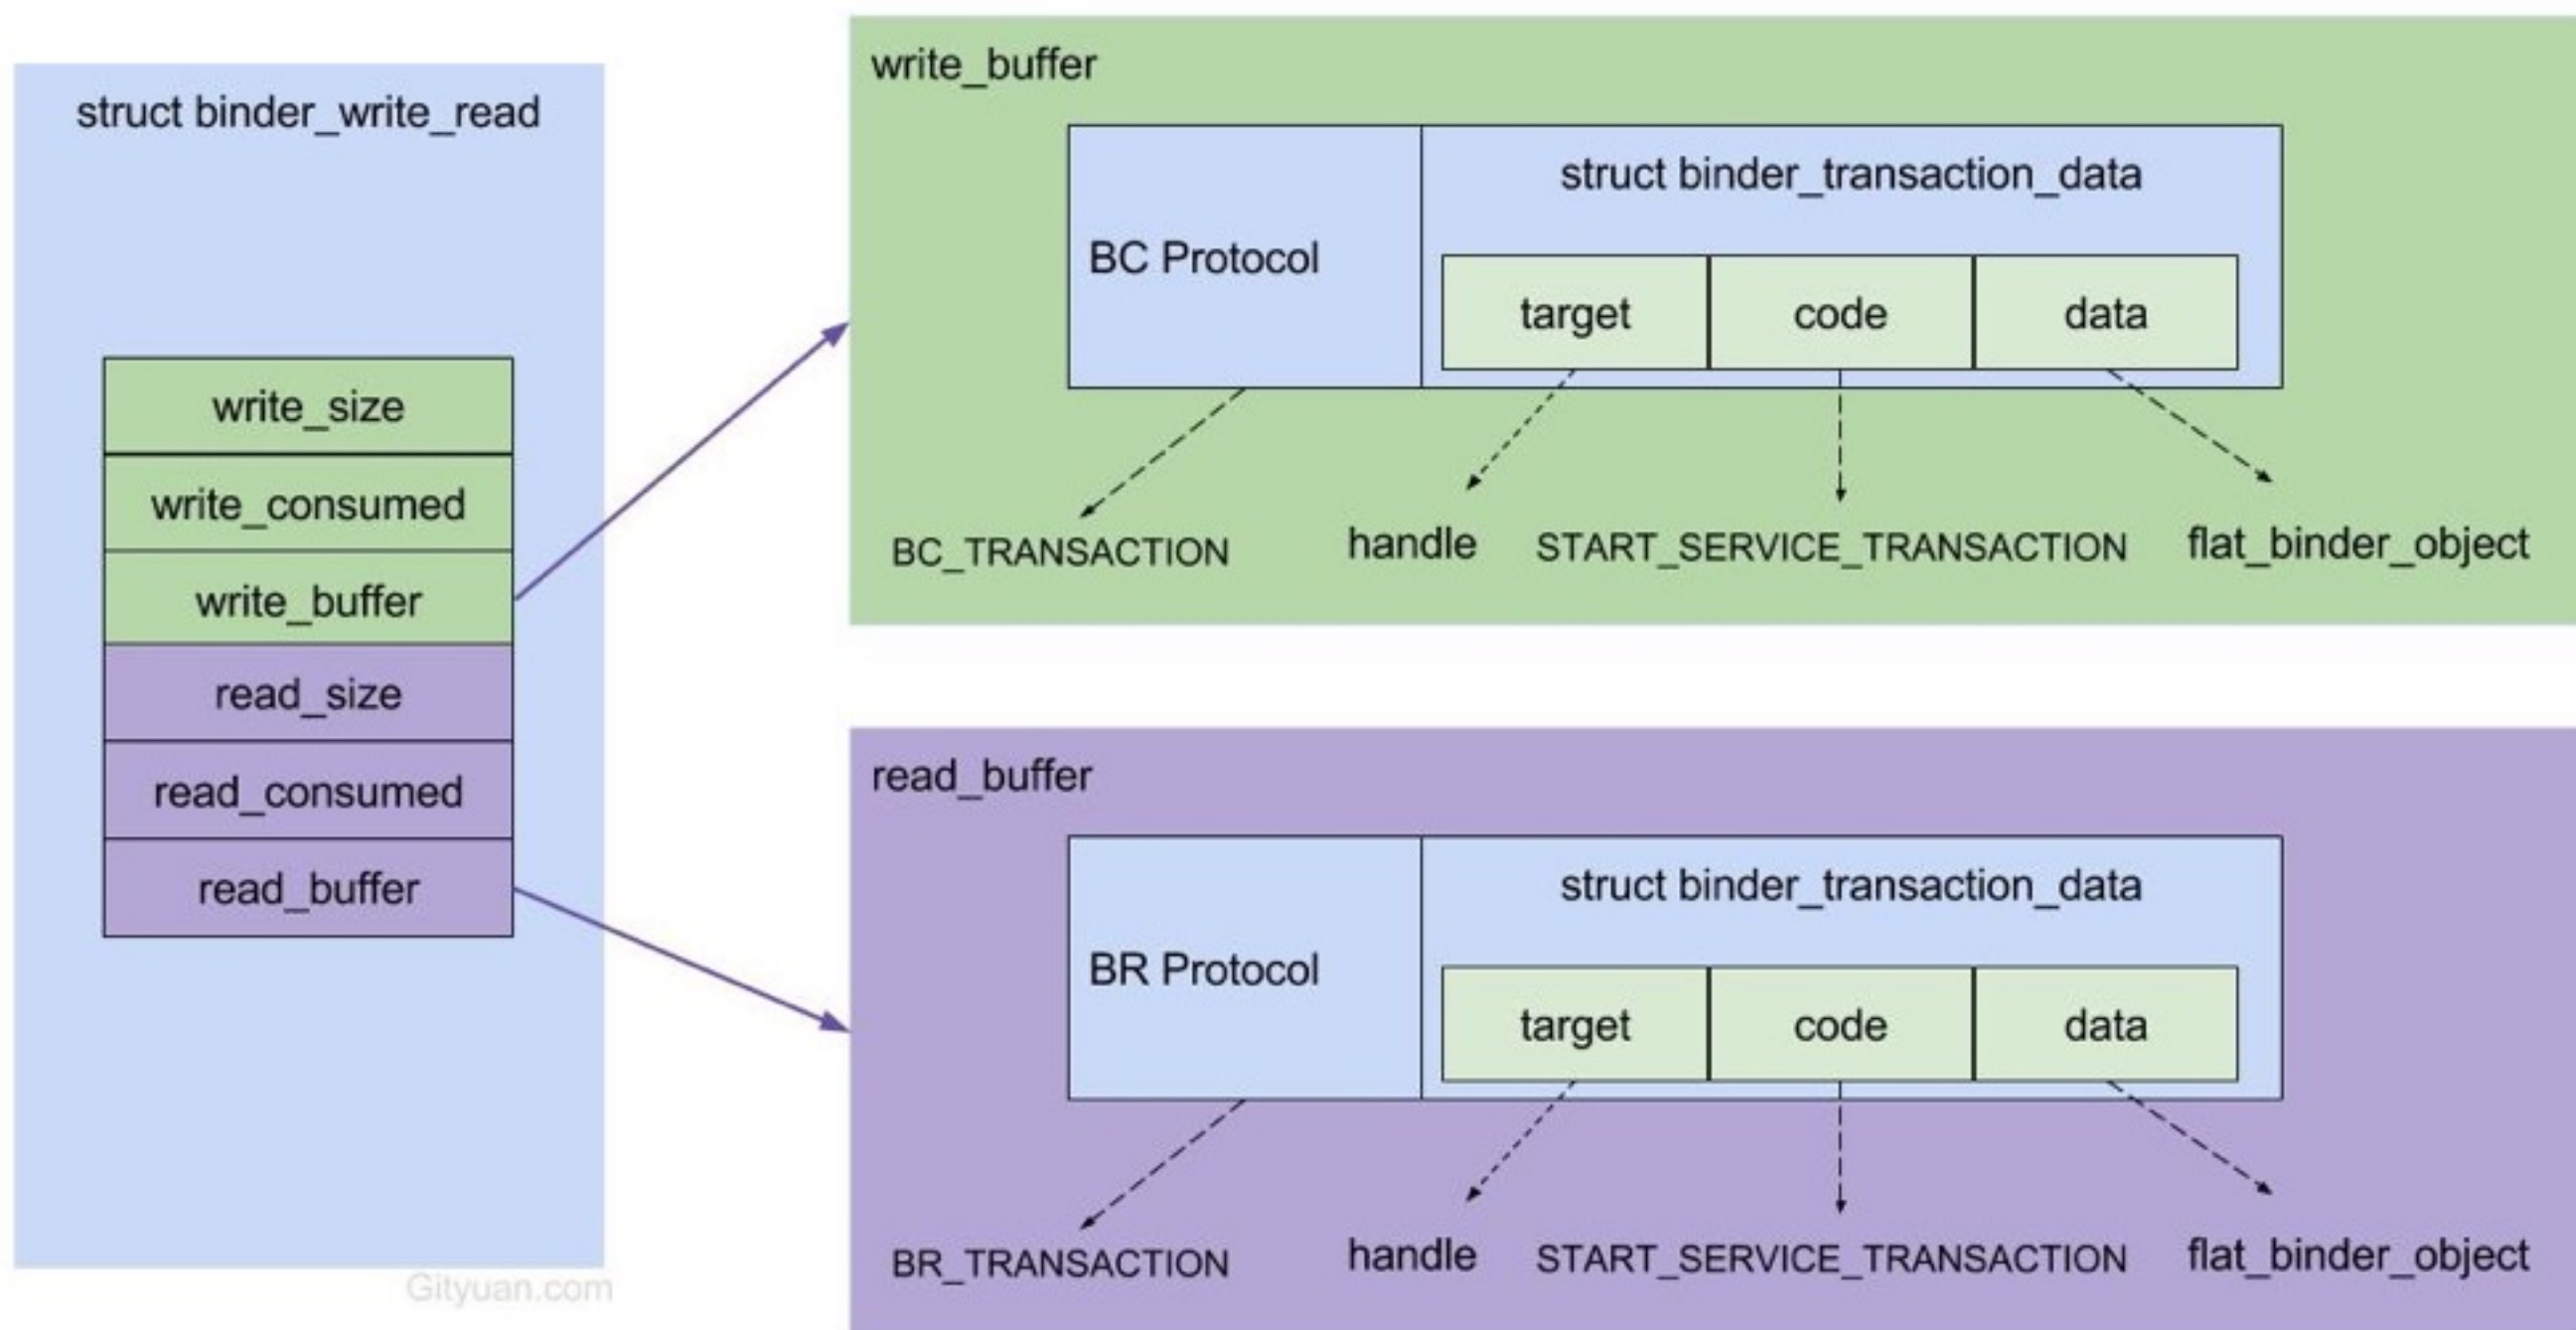 struct binder_write_read
write_size
write_consumed
write_buffer
read_size
read_consumed
read_buffer
Gityuan.com
write_buffer
BC Protocol
struct binder_transaction_data
target code data
BC_TRANSACTION handle START_SERVICE_TRANSACTION flat_binder_object
read_buffer
BR Protocol
struct binder_transaction_data
target code data
BR_TRANSACTION handle START_SERVICE_TRANSACTION flat_binder_object